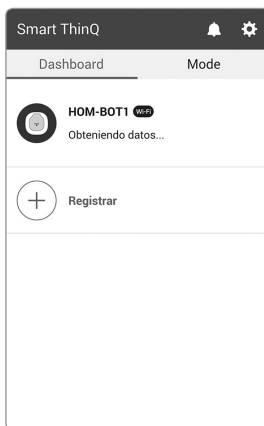 Smart ThinQ
Dashboard Mode
HOM-BOT1 Wi-Fi
Obteniendo datos...
Registrar